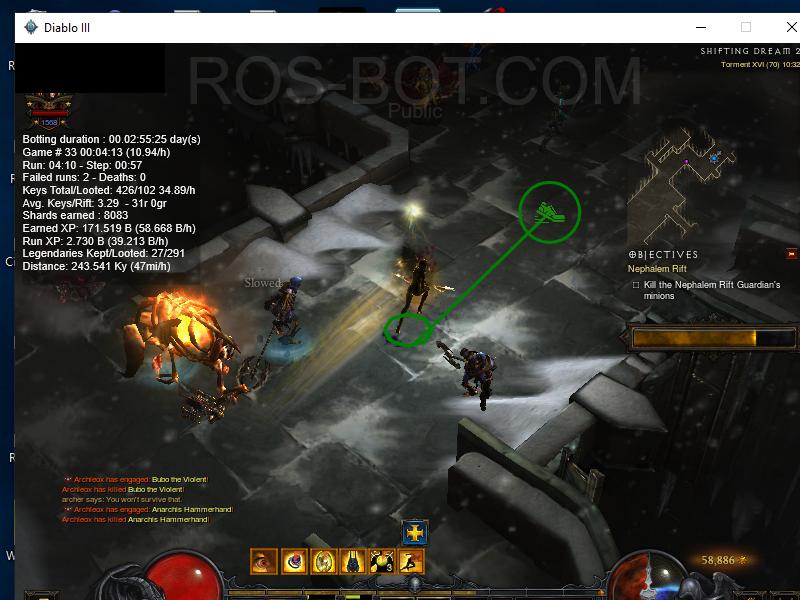 Diablo III
SHIFTING DREAM 2
Torment XVI (70) 10:32
ROS-BOT.COM
Public
1568
Botting duration : 00.02:55:25 day(s)
Game # 33 00:04:13 (10.94/h)
Run: 04:10 - Step: 00:57
Failed runs: 2 - Deaths: 0
Keys Total/Looted: 426/102 34.89/h
Avg. Keys/Rift: 3.29 - 31r 0gr
Shards earned : 8083
Earned XP: 171.519 B (58.668 B/h)
Run XP: 2.730 B (39.213 B/h)
Legendaries Kept/Looted: 27/291
Distance: 243.541 Ky (47mi/h)
OBJECTIVES
Nephalem Rift
Kill the Nephalem Rift Guardian's
minions
Slowed
Archleox has engaged: Bubo the Violent!
Archleox has killed Bubo the Violent!
archer says: You won't survive that.
Archleox has engaged: Anarchis Hammerhand!
Archleox has killed Anarchis Hammerhand!
3
58,886